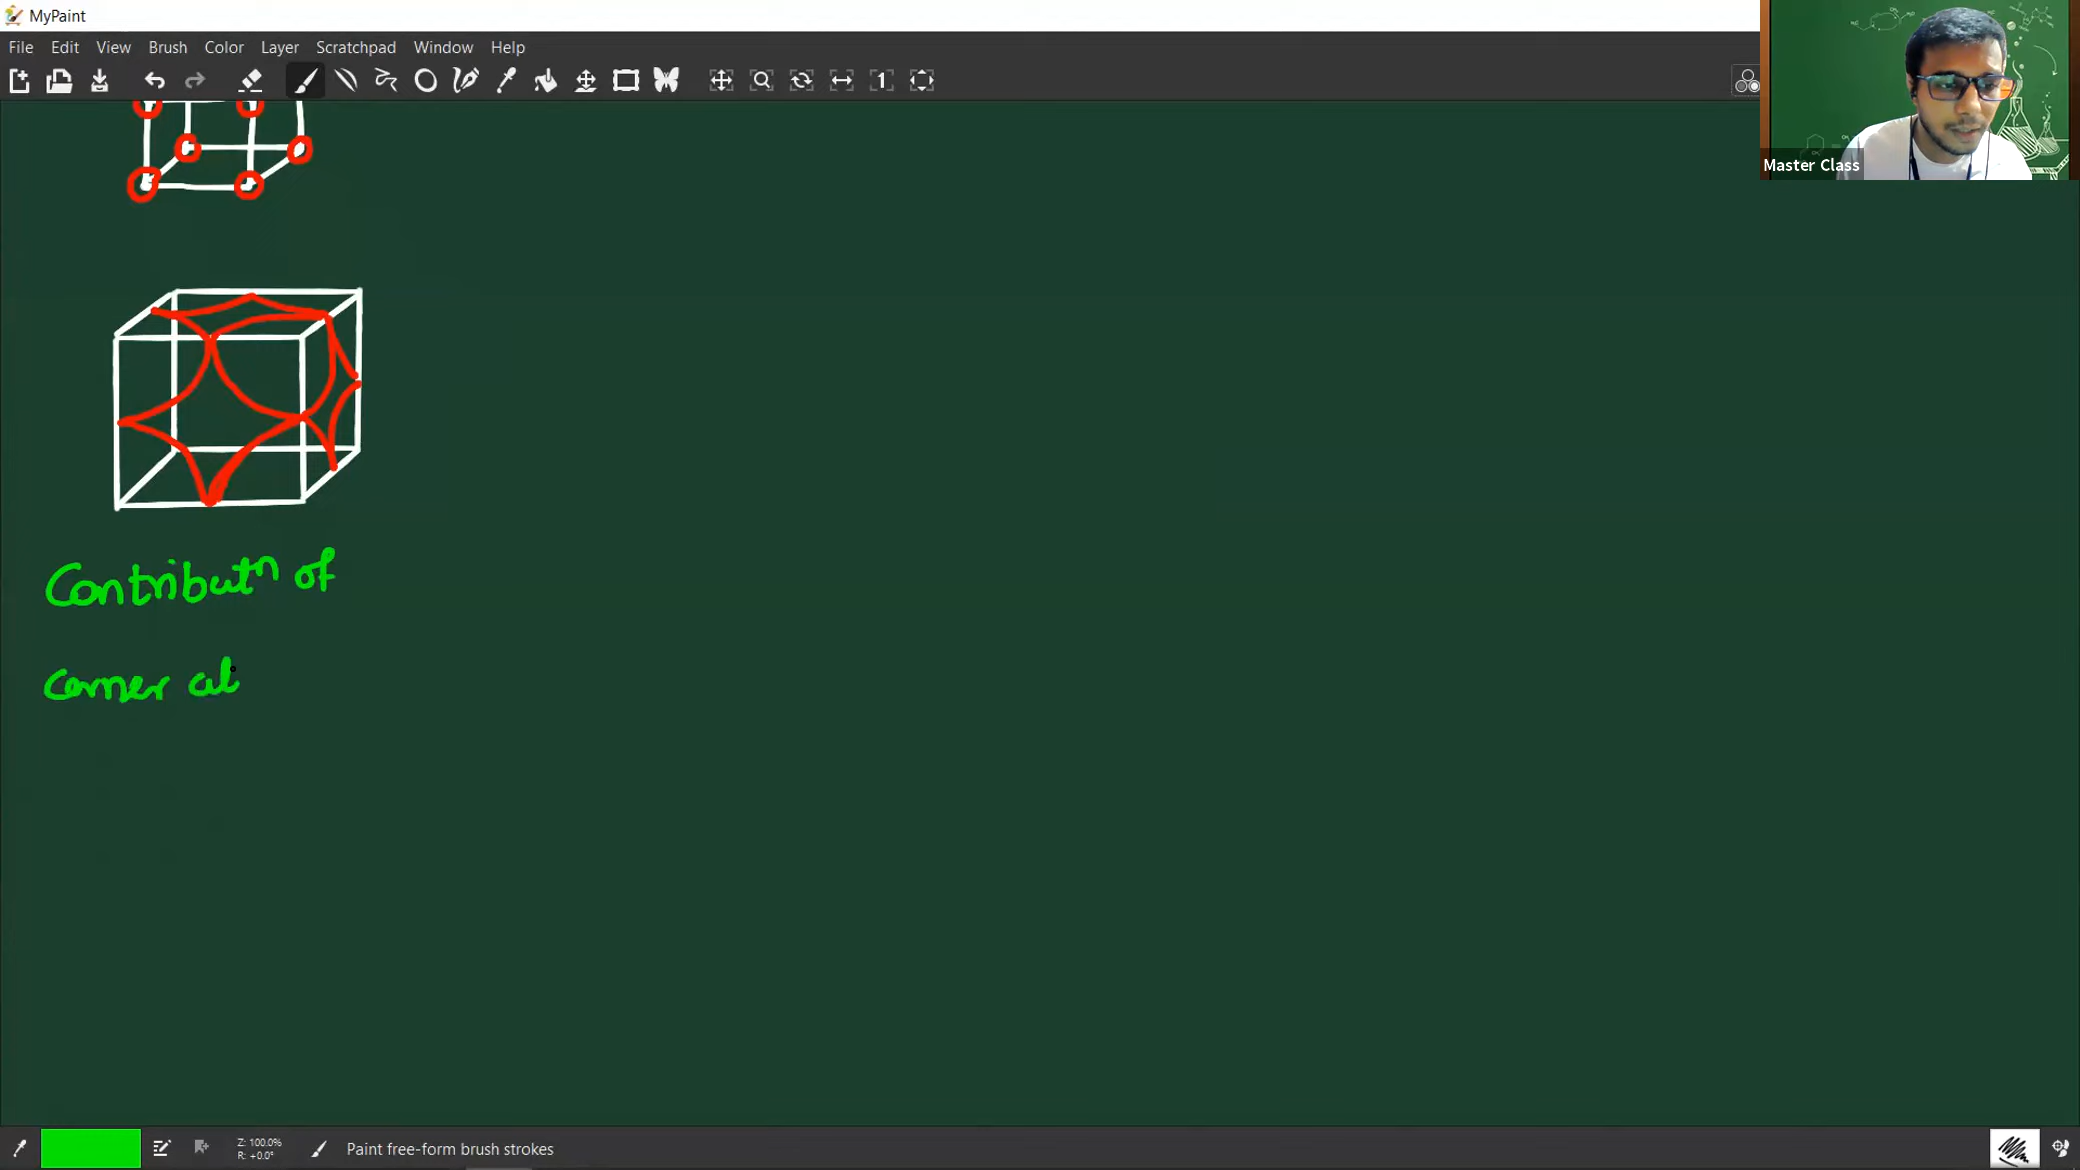 MyPaint
File Edit View Brush Color Layer Scratchpad Window Help
Master Class
Contributn of
corner
Z: 100.0%
R: +0.0°
Paint free-form brush strokes